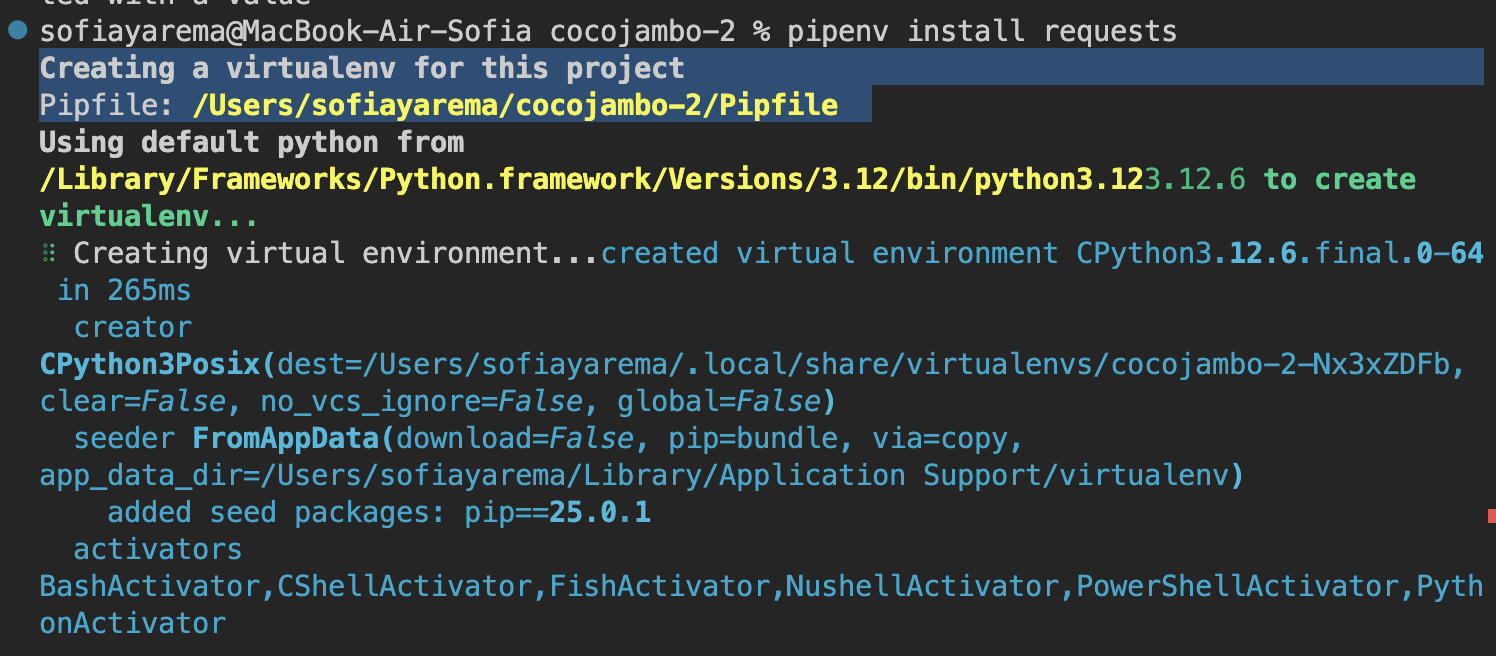 ted with a value
sofiayarema@MacBook-Air-Sofia cocojambo-2 % pipenv install requests
Creating a virtualenv for this project
Pipfile: /Users/sofiayarema/cocojambo-2/Pipfile
Using default python from
/Library/Frameworks/Python.framework/Versions/3.12/bin/python3.123.12.6 to create
virtualenv...
⠿ Creating virtual environment...created virtual environment CPython3.12.6.final.0-64
 in 265ms
  creator
CPython3Posix(dest=/Users/sofiayarema/.local/share/virtualenvs/cocojambo-2-Nx3xZDFb,
clear=False, no_vcs_ignore=False, global=False)
  seeder FromAppData(download=False, pip=bundle, via=copy,
app_data_dir=/Users/sofiayarema/Library/Application Support/virtualenv)
    added seed packages: pip==25.0.1
  activators
BashActivator,CShellActivator,FishActivator,NushellActivator,PowerShellActivator,Pyth
onActivator